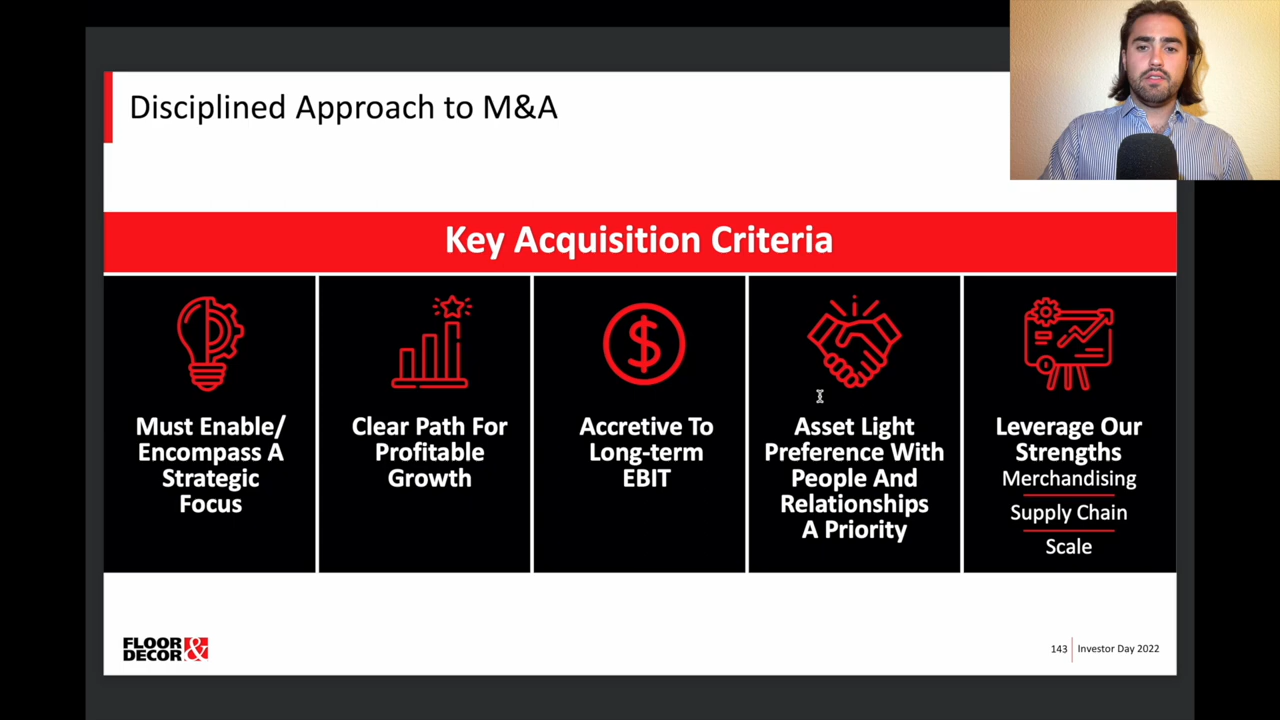 Disciplined Approach to M&A
Key Acquisition Criteria
Must Enable/
Encompass A
Strategic
Focus
Clear Path For
Profitable
Growth
Accretive To
Long-term
EBIT
Asset Light
Preference With
People And
Relationships
A Priority
Leverage Our
Strengths
Merchandising
Supply Chain
Scale
FLOOR &
DECOR
143
Investor Day 2022